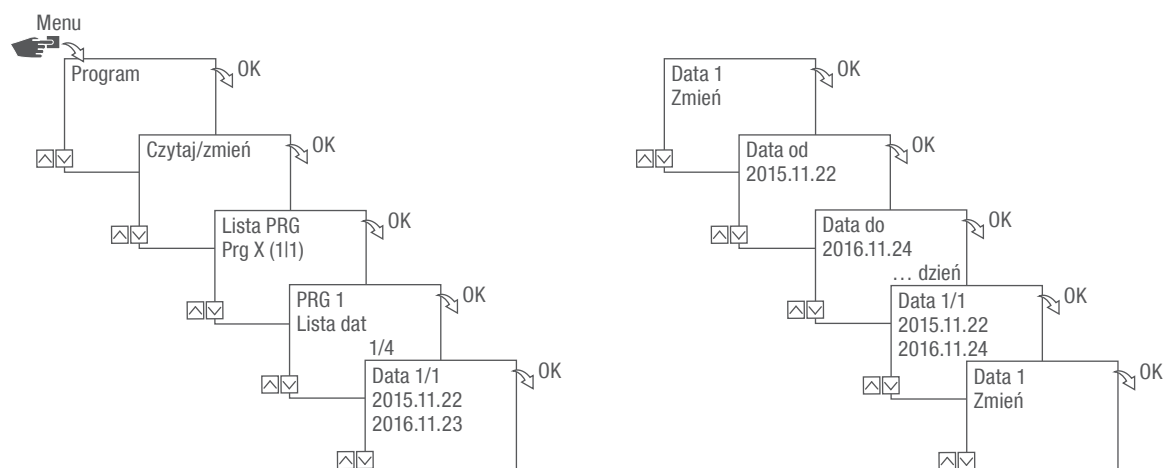 Menu
Program
OK
Czytaj/zmień
OK
Lista PRG
Prg X (1|1)
OK
PRG 1
Lista dat
OK
1/4
Data 1/1
2015.11.22
2016.11.23
OK
Data 1
Zmień
OK
Data od
2015.11.22
OK
Data do
2016.11.24
OK
... dzień
Data 1/1
2015.11.22
2016.11.24
OK
Data 1
Zmień
OK